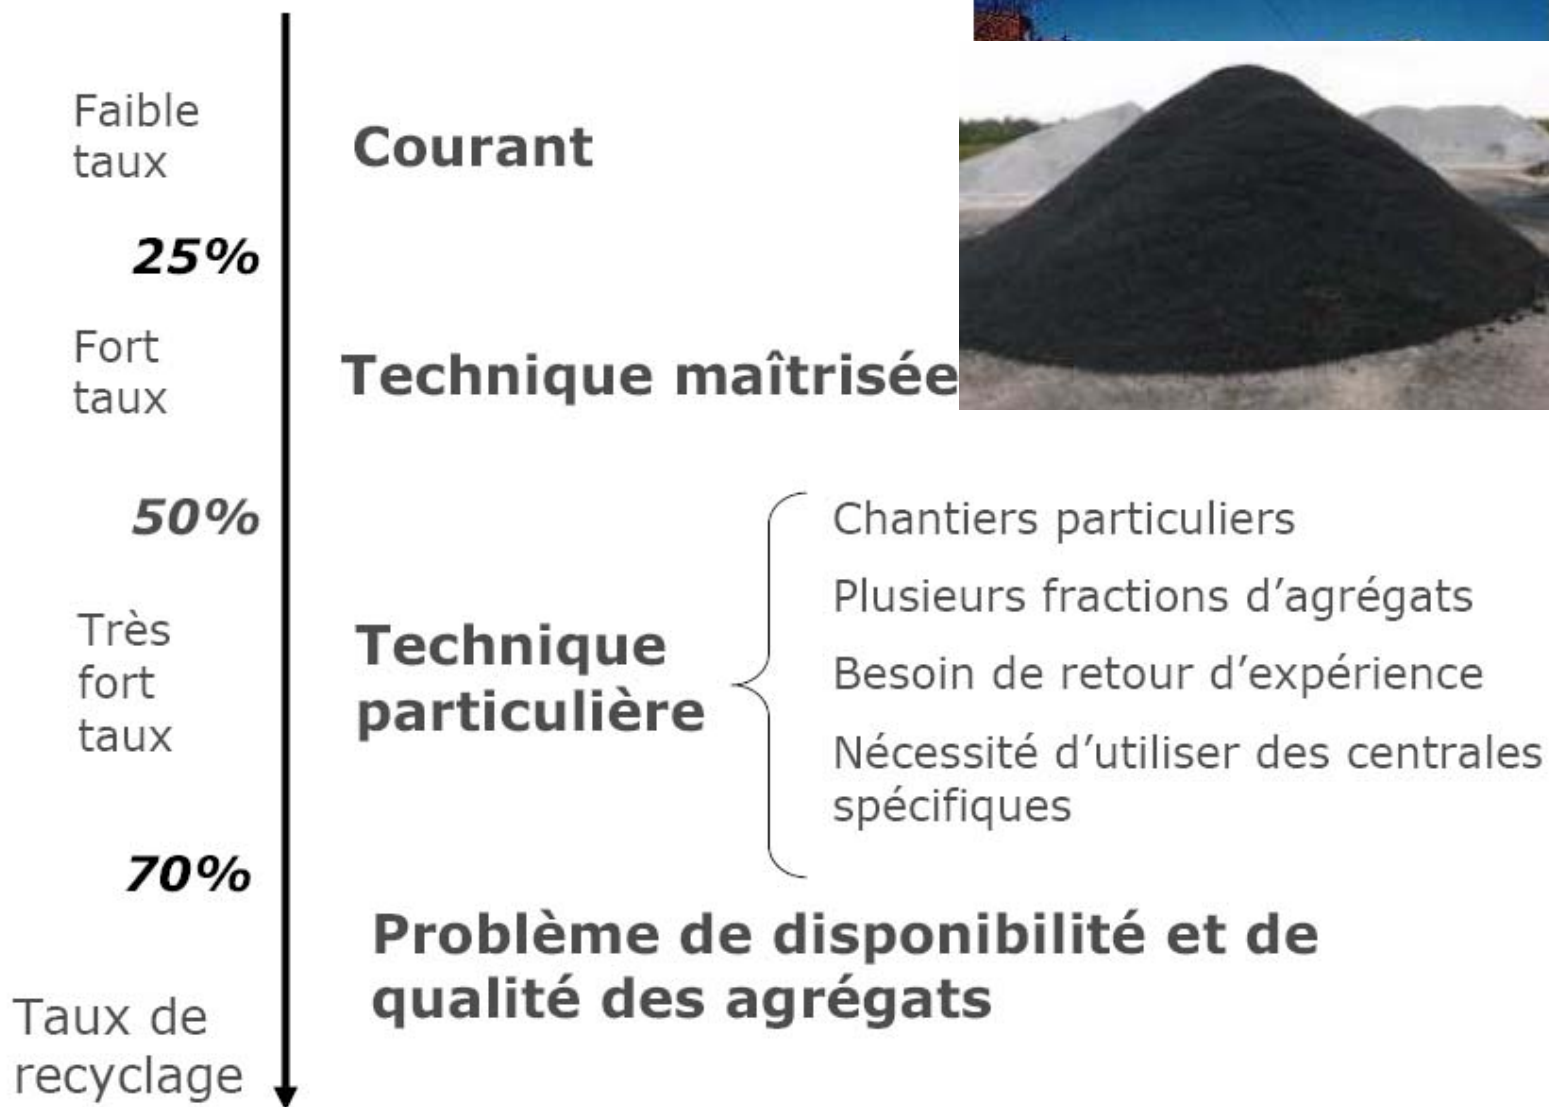 Faible
taux
Courant
25%
Fort
taux
Technique maîtrisée
50%
Très
fort
taux
Technique
particulière
Chantiers particuliers
Plusieurs fractions d’agrégats
Besoin de retour d’expérience
Nécessité d’utiliser des centrales
spécifiques
70%
Problème de disponibilité et de
qualité des agrégats
Taux de
recyclage